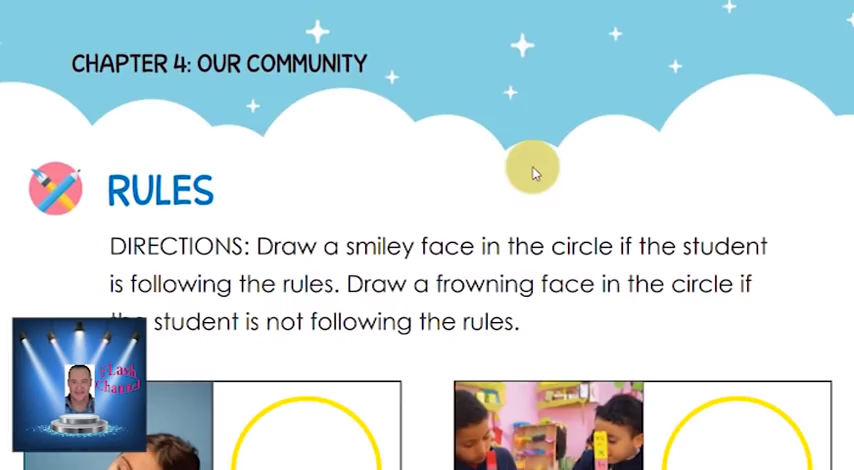 CHAPTER 4: OUR COMMUNITY
RULES
DIRECTIONS: Draw a smiley face in the circle if the student
is following the rules. Draw a frowning face in the circle if
student is not following the rules.
Flash
Channel